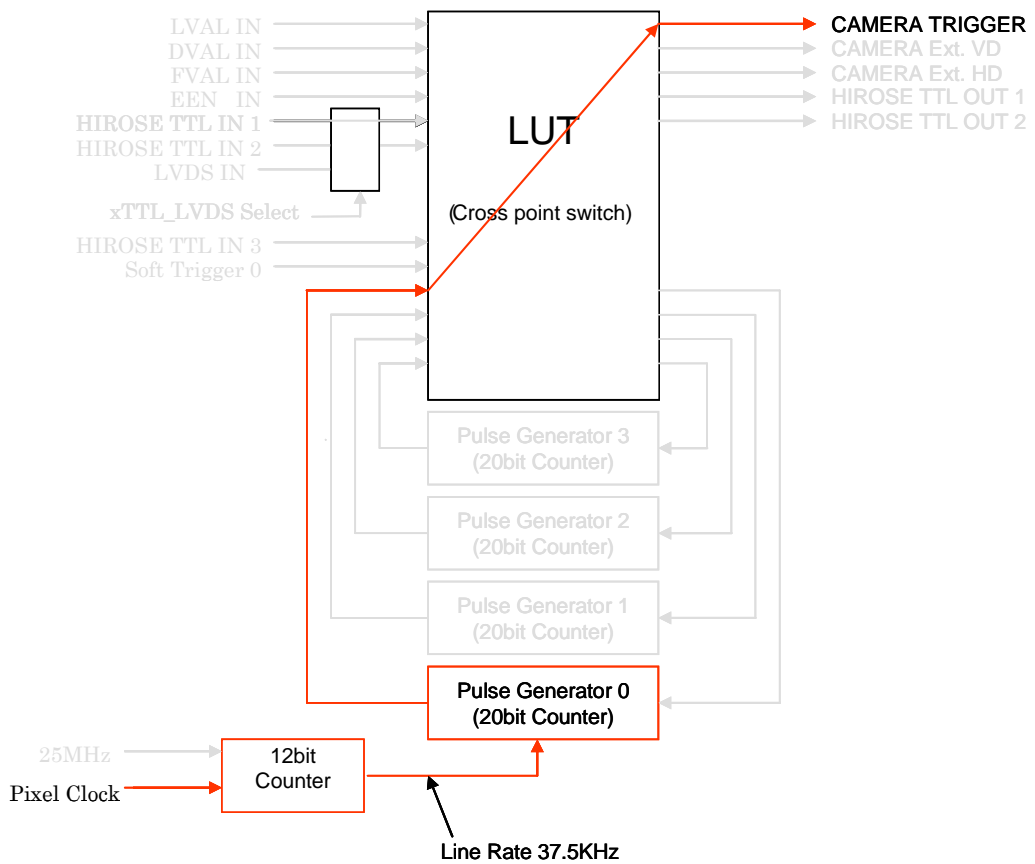 LVAL IN
DVAL IN
FVAL IN
EEN IN
HIROSE TTL IN 1
HIROSE TTL IN 2
LVDS IN
xTTL_LVDS Select
HIROSE TTL IN 3
Soft Trigger 0
LUT
(Cross point switch)
CAMERA TRIGGER
CAMERA Ext. VD
CAMERA Ext. HD
HIROSE TTL OUT 1
HIROSE TTL OUT 2
Pulse Generator 3
(20bit Counter)
Pulse Generator 2
(20bit Counter)
Pulse Generator 1
(20bit Counter)
Pulse Generator 0
(20bit Counter)
25MHz
Pixel Clock
12bit
Counter
Line Rate 37.5KHz